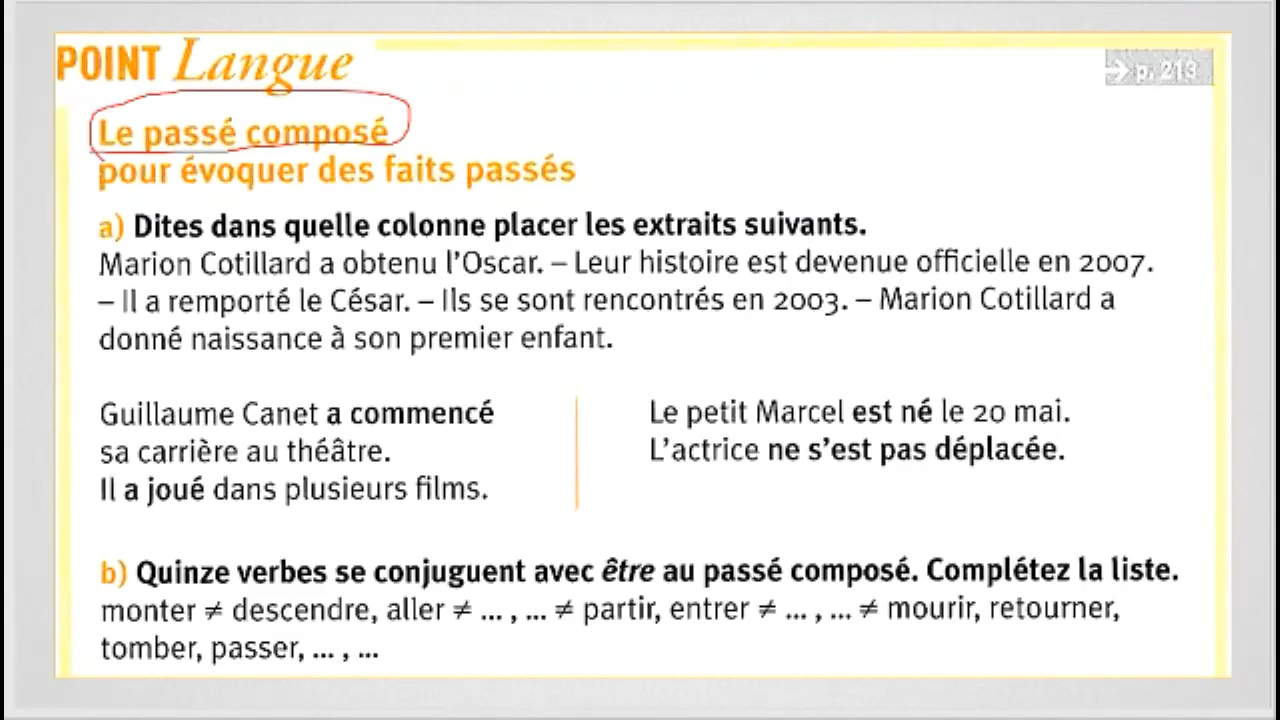 POINT Langue
→ p. 213
Le passé composé
pour évoquer des faits passés
a) Dites dans quelle colonne placer les extraits suivants.
Marion Cotillard a obtenu l'Oscar. – Leur histoire est devenue officielle en 2007.
– Il a remporté le César. – Ils se sont rencontrés en 2003. – Marion Cotillard a
donné naissance à son premier enfant.
Guillaume Canet a commencé
sa carrière au théâtre.
Il a joué dans plusieurs films.
Le petit Marcel est né le 20 mai.
L'actrice ne s'est pas déplacée.
b) Quinze verbes se conjuguent avec être au passé composé. Complétez la liste.
monter ≠ descendre, aller ≠ ... , ... ≠ partir, entrer ≠ ... , ... ≠ mourir, retourner,
tomber, passer, ... , ...